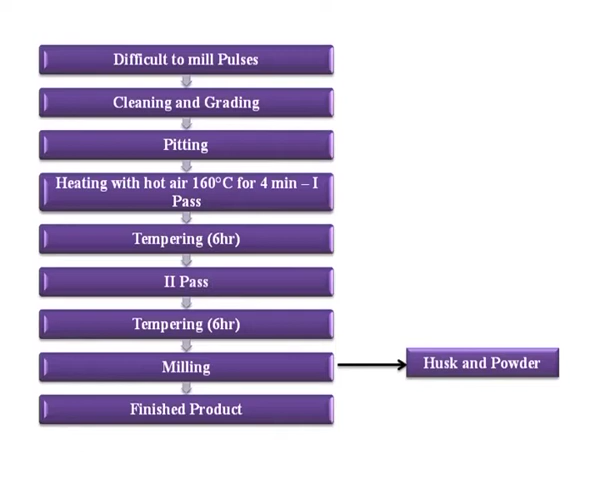 Difficult to mill Pulses
Cleaning and Grading
Pitting
Heating with hot air 160°C for 4 min – I
Pass
Tempering (6hr)
II Pass
Tempering (6hr)
Milling
Husk and Powder
Finished Product